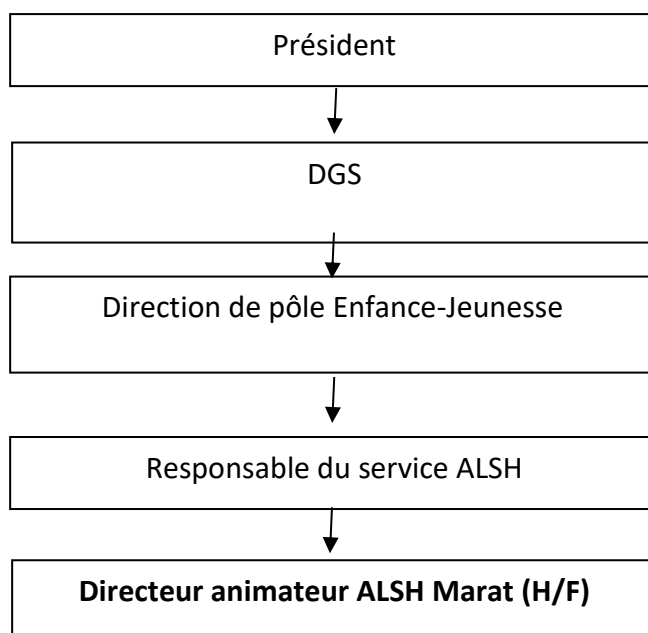 Président
DGS
Direction de pôle Enfance-Jeunesse
Responsable du service ALSH
Directeur animateur ALSH Marat (H/F)